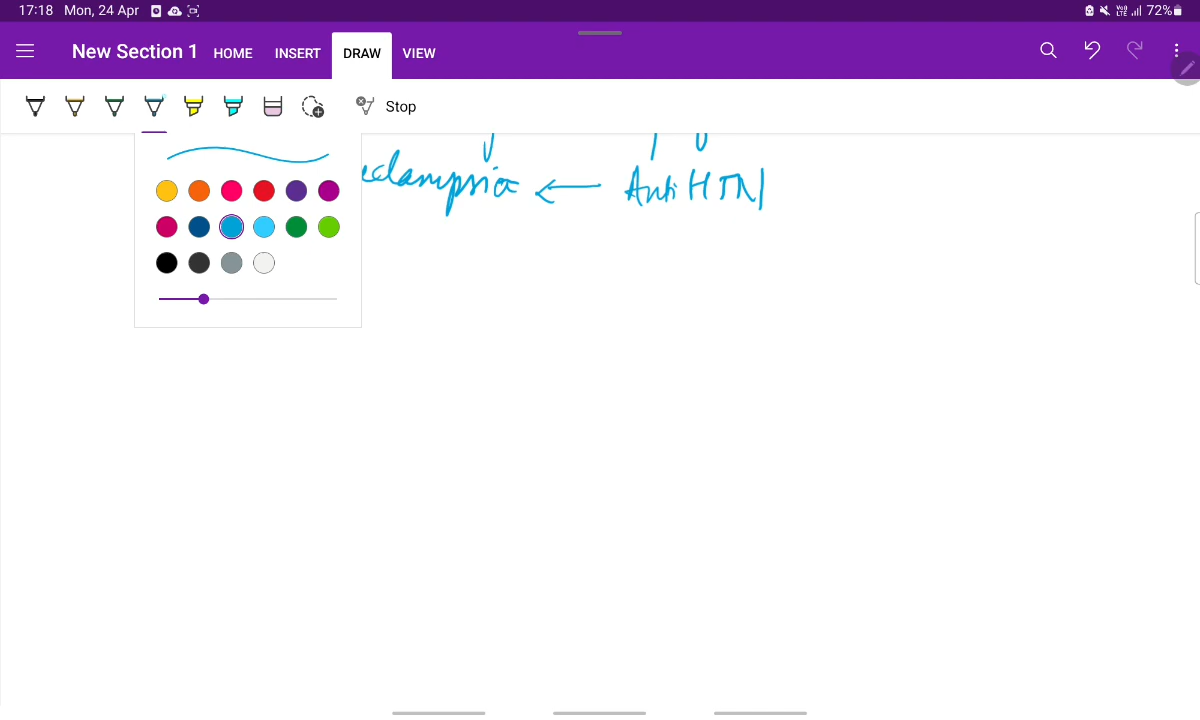 17:18 Mon, 24 Apr 72%
New Section 1 HOME INSERT DRAW VIEW
Stop
eclampsia ← Anti HTN